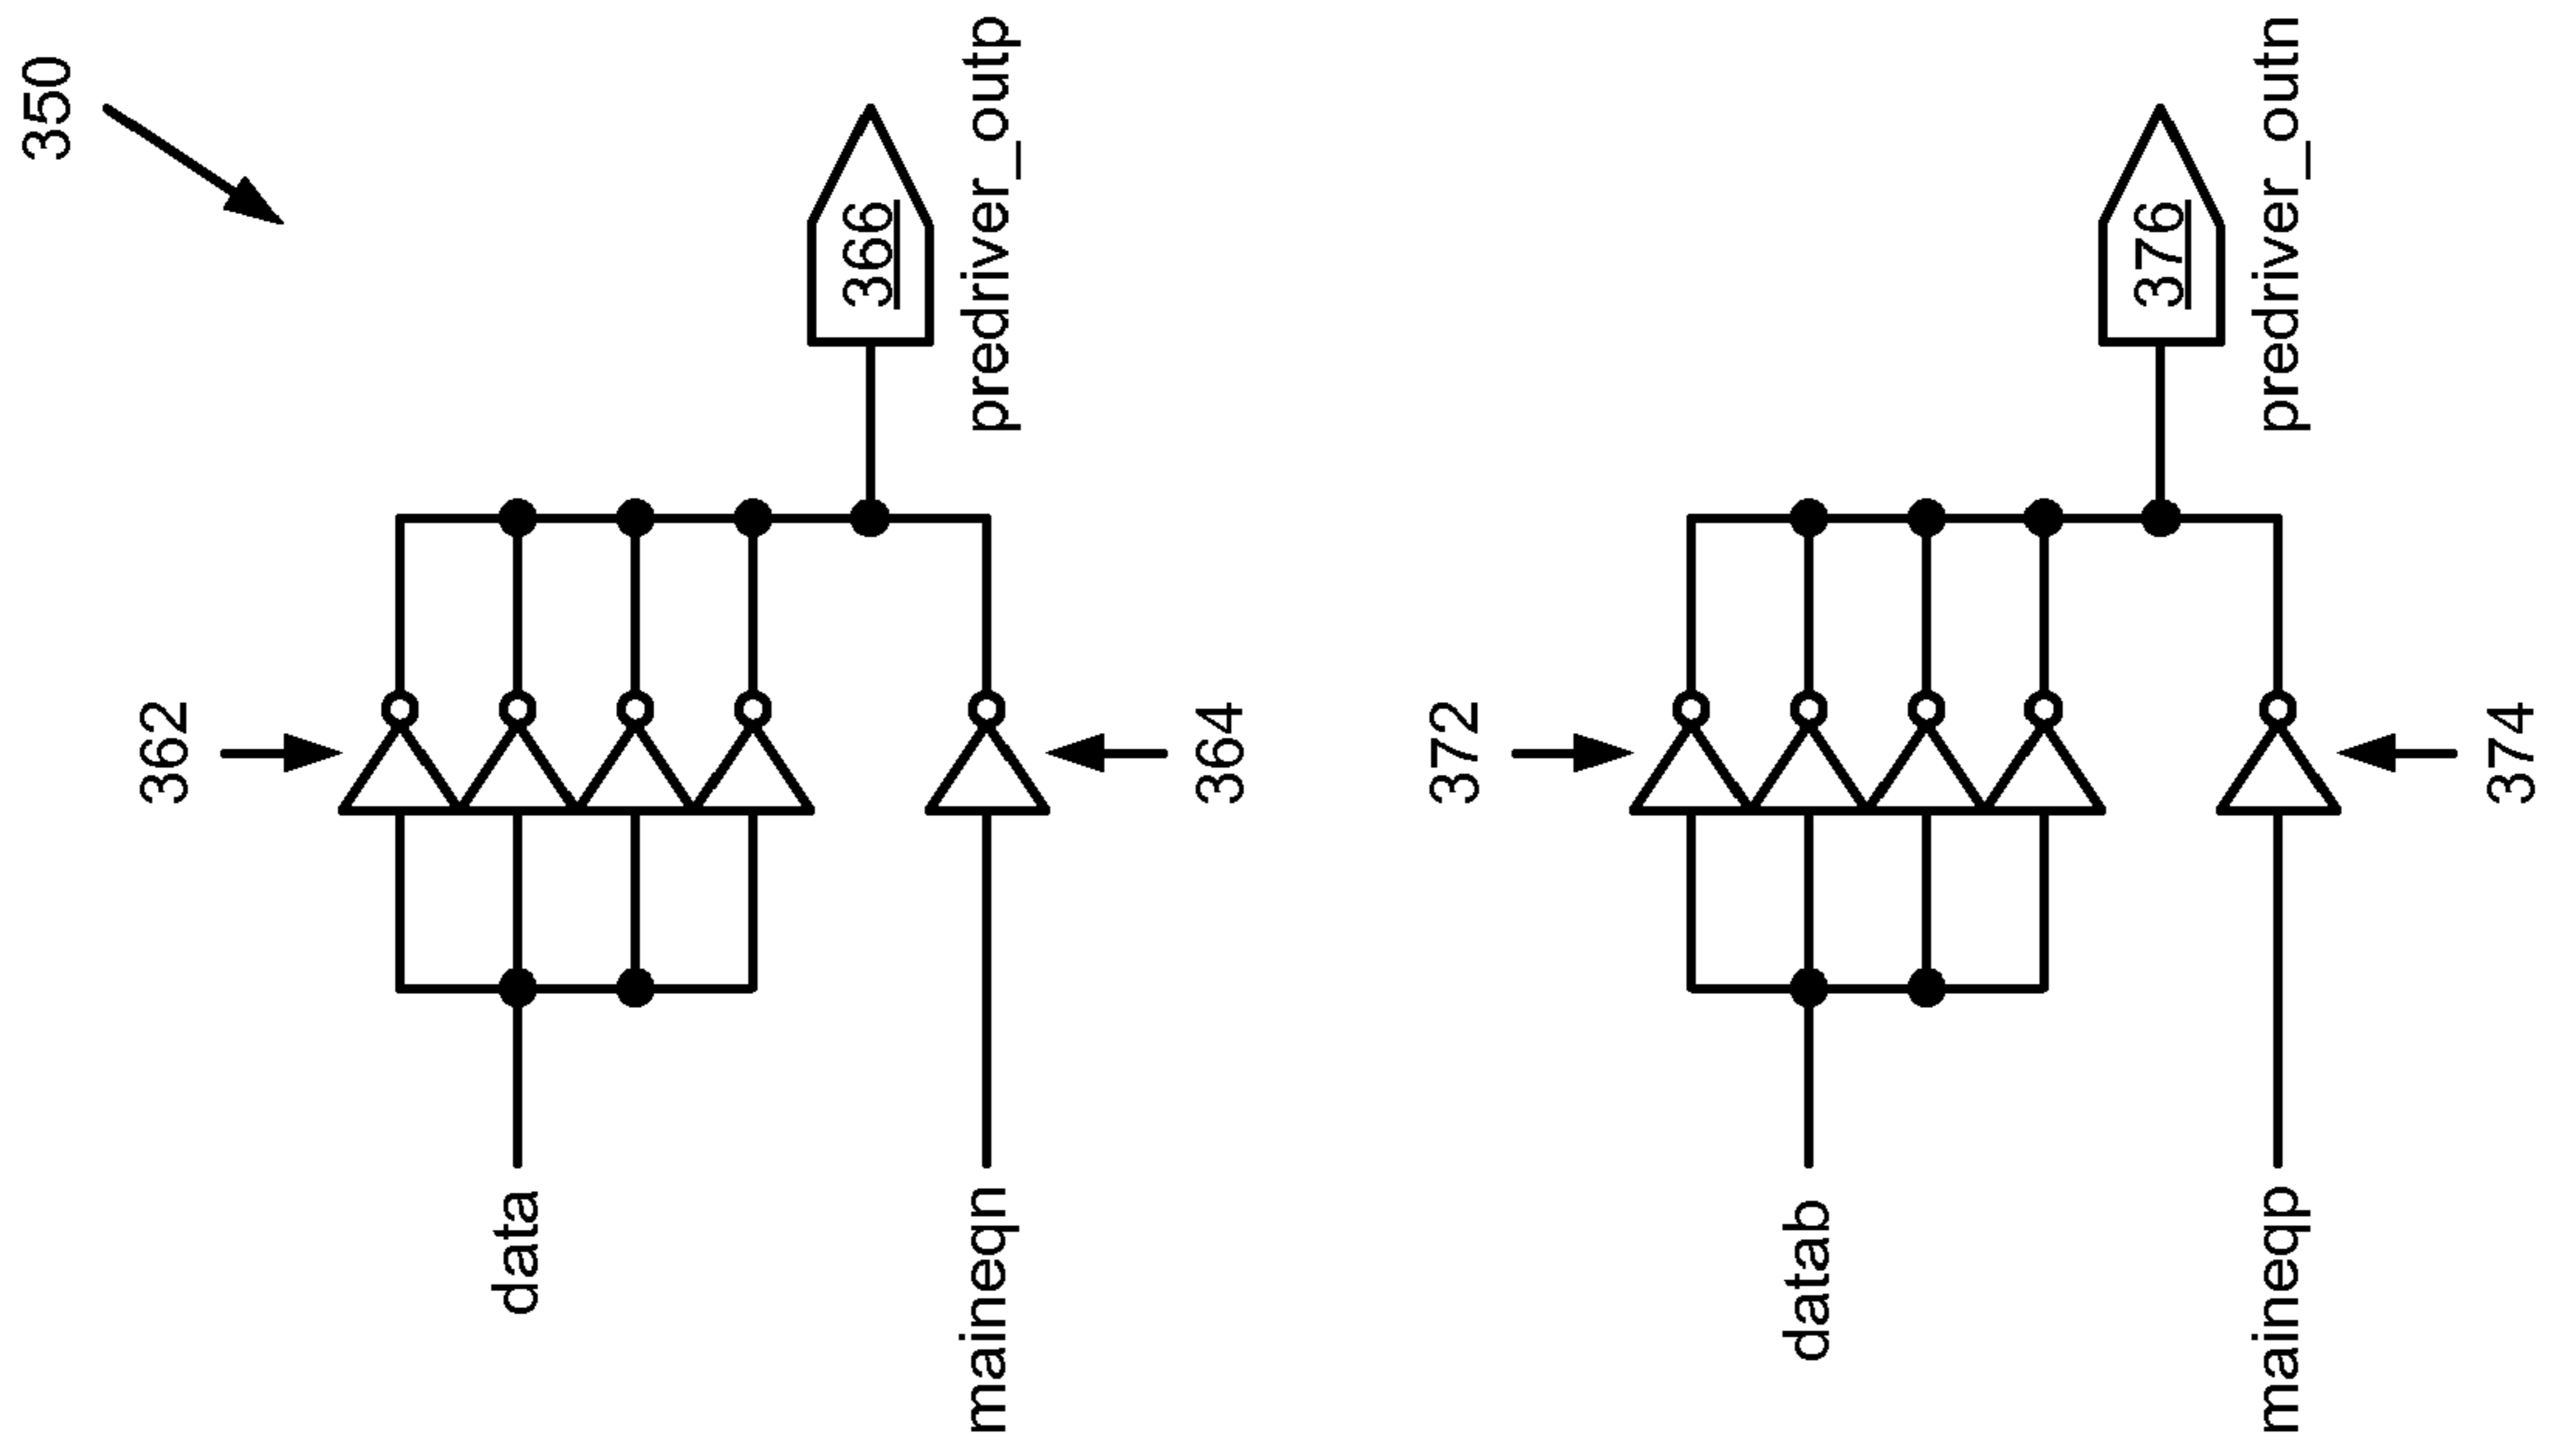 350
362
data
366
predriver_outp
maineqn
364
372
datab
376
predriver_outn
maineqp
374